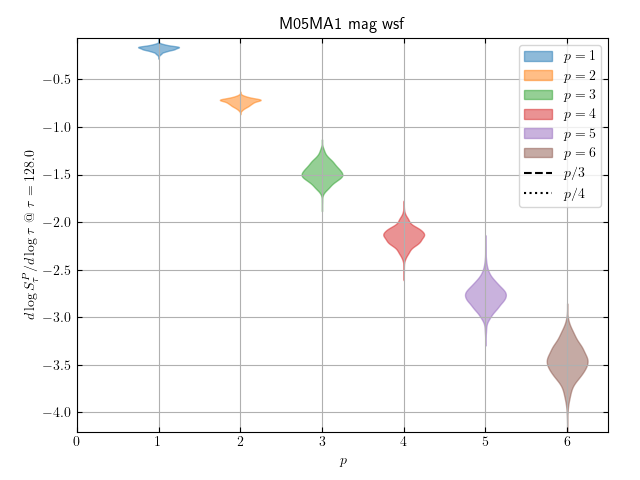 M05MA1 mag wsf
−0.5
−1.0
−1.5
−2.0
−2.5
−3.0
−3.5
−4.0
d log S_τ^P / d log τ @ τ = 128.0
0 1 2 3 4 5 6
p
p = 1
p = 2
p = 3
p = 4
p = 5
p = 6
p/3
p/4